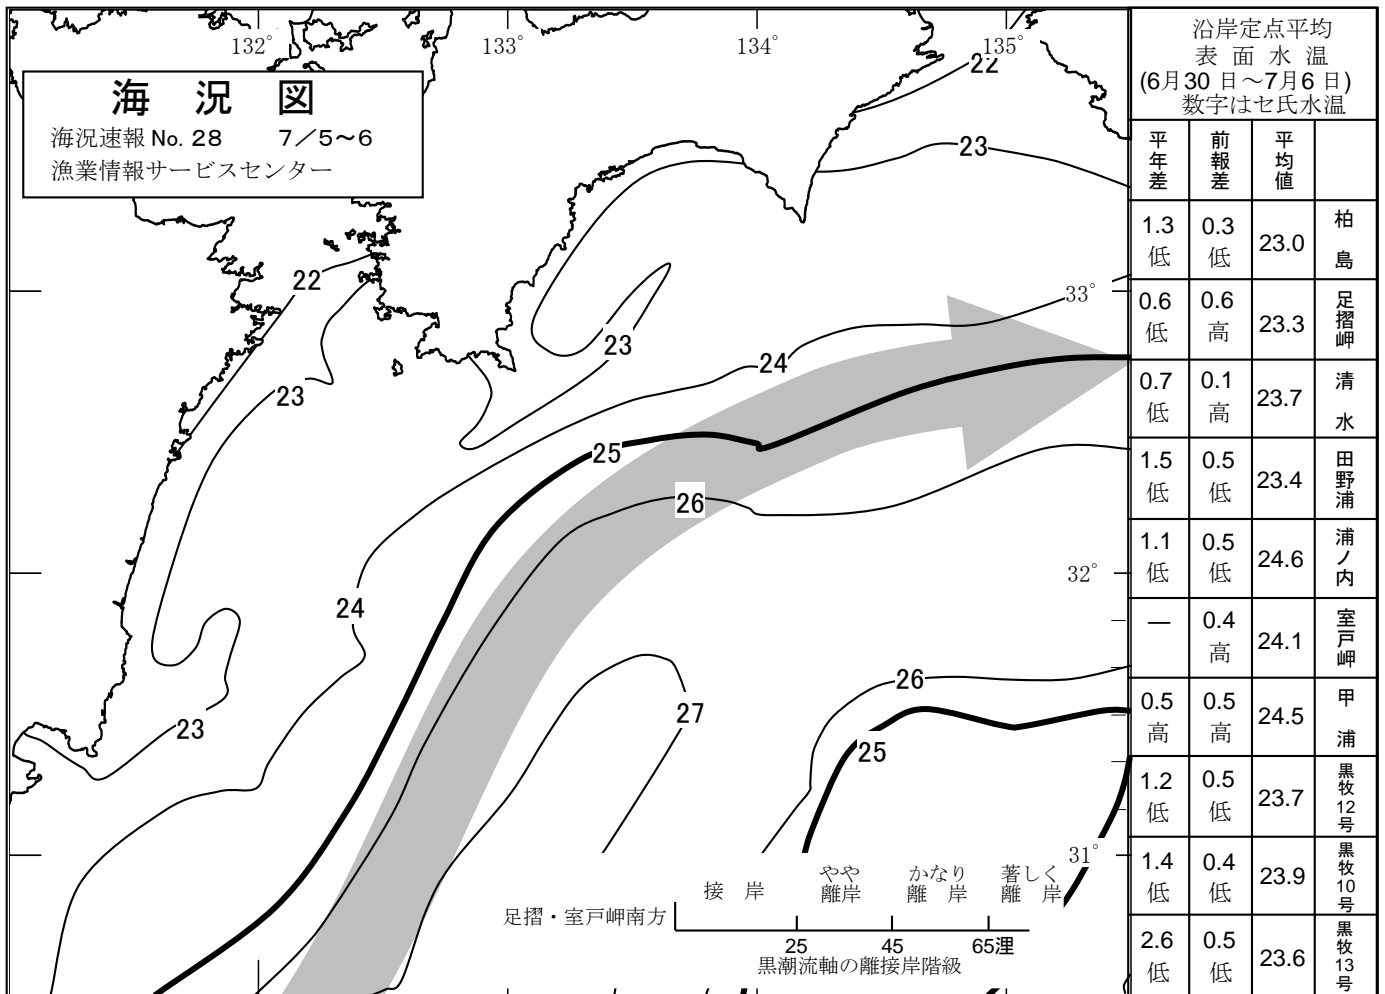 132°
133°
134°
135°
海 況 図
海況速報 No. 28 7／5～6
漁業情報サービスセンター
22
23
22
33°
23
24
23
25
26
32°
24
26
27
23
25
31°
接 岸
やや
離岸
かなり
離 岸
著しく
離 岸
足摺・室戸岬南方
25 45 65浬
黒潮流軸の離接岸階級
沿岸定点平均
表 面 水 温
(6月30 日～7月6 日)
数字はセ氏水温
平年差 前報差 平均値
1.3低 0.3低 23.0 柏島
0.6低 0.6高 23.3 足摺岬
0.7低 0.1高 23.7 清水
1.5低 0.5低 23.4 田野浦
1.1低 0.5低 24.6 浦ノ内
— 0.4高 24.1 室戸岬
0.5高 0.5高 24.5 甲浦
1.2低 0.5低 23.7 黒牧12号
1.4低 0.4低 23.9 黒牧10号
2.6低 0.5低 23.6 黒牧13号